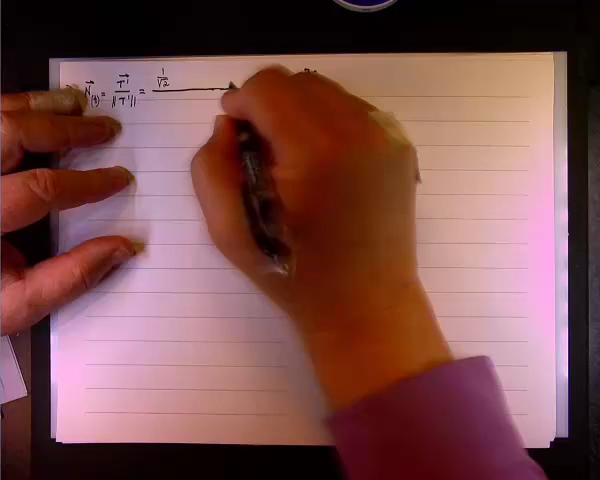 N⃗(t) = T⃗' / ||T'|| = 1/√2